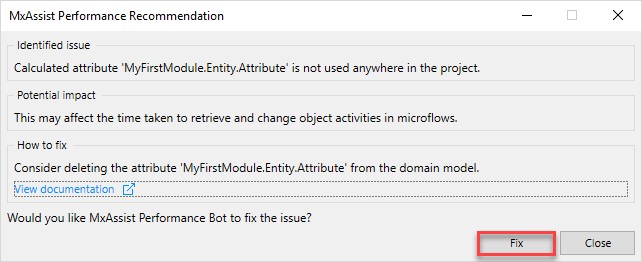 MxAssist Performance Recommendation
Identified issue
Calculated attribute 'MyFirstModule.Entity.Attribute' is not used anywhere in the project.
Potential impact
This may affect the time taken to retrieve and change object activities in microflows.
How to fix
Consider deleting the attribute 'MyFirstModule.Entity.Attribute' from the domain model.
View documentation
Would you like MxAssist Performance Bot to fix the issue?
Fix Close